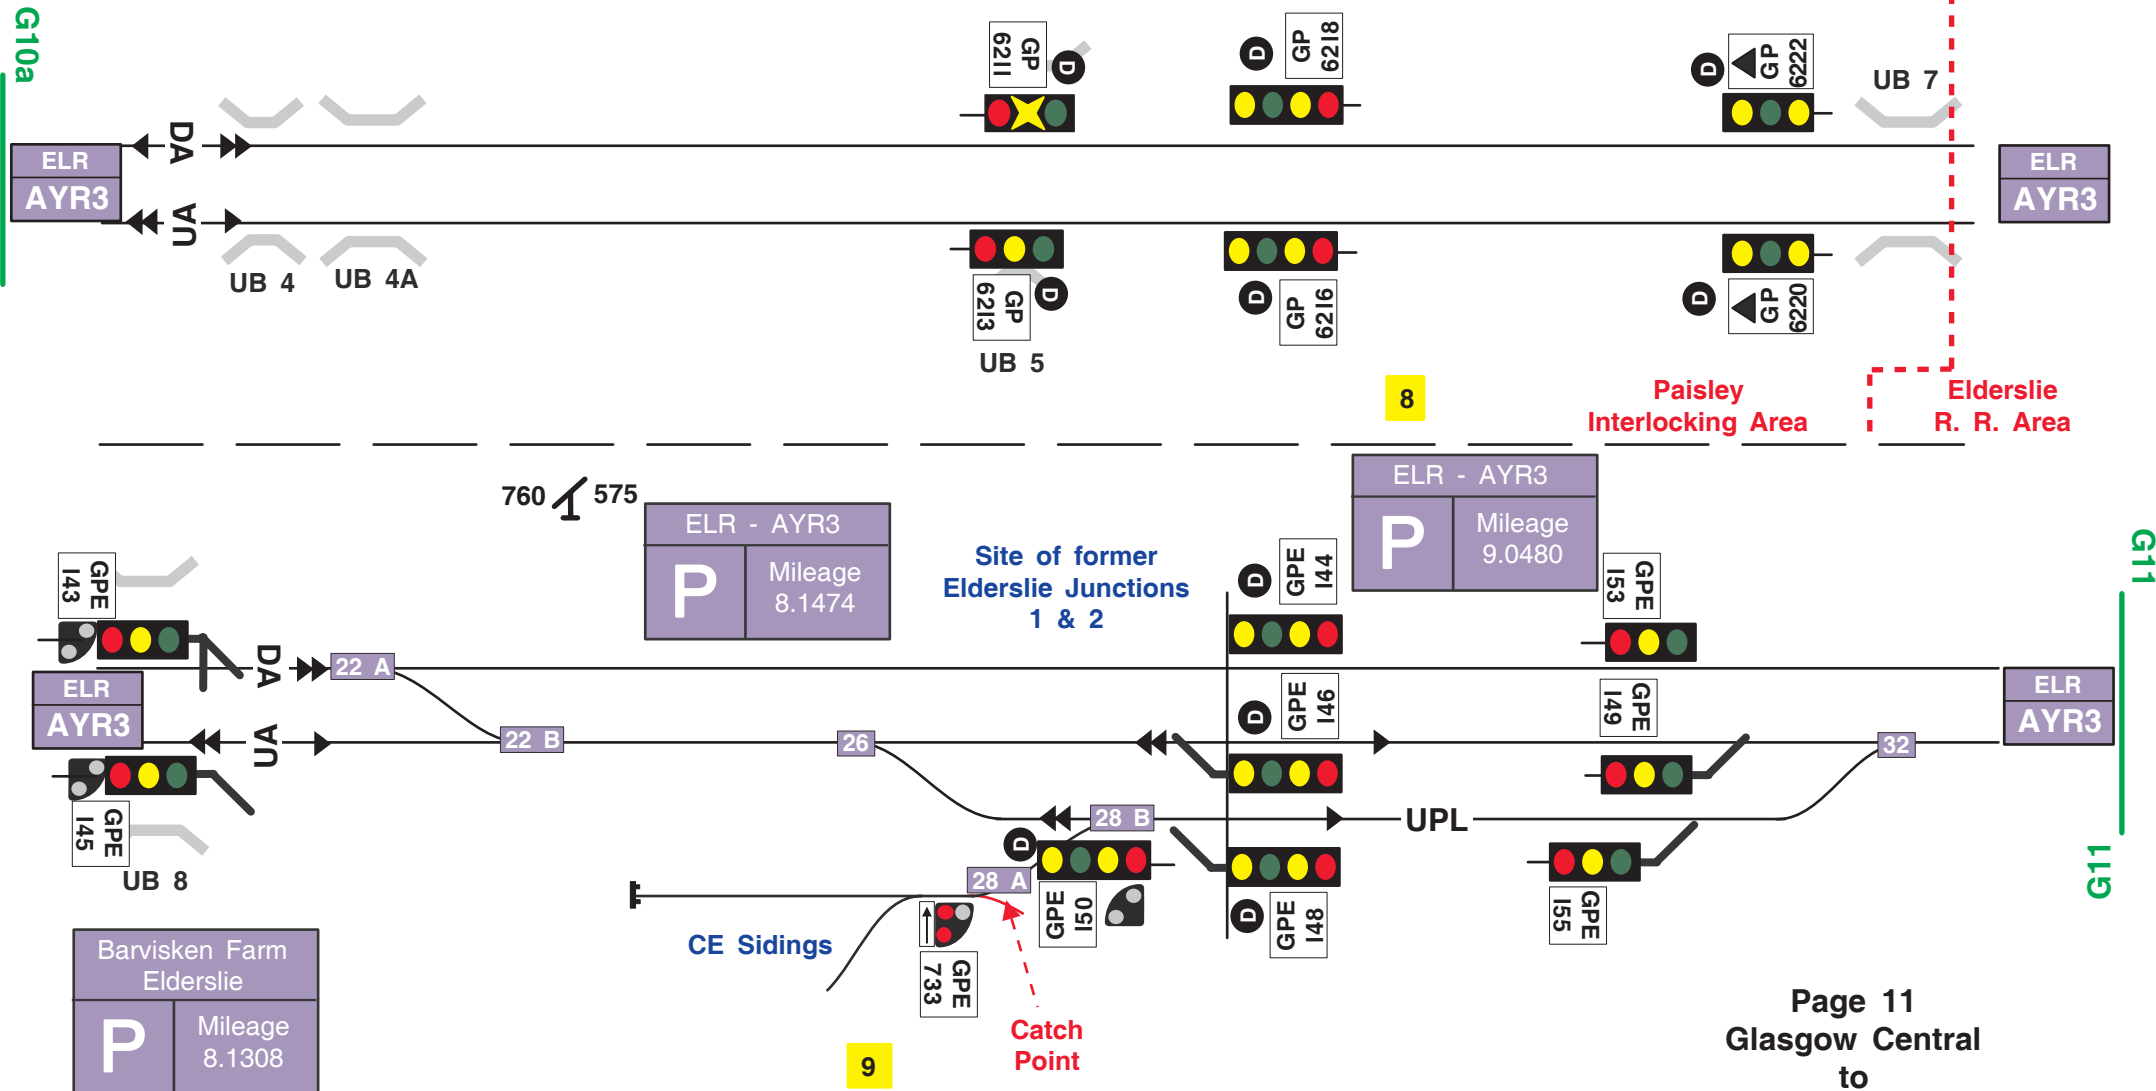 G10a
ELR
AYR3
DA
UA
UB 4
UB 4A
GP
6211
D
GP
6213
D
UB 5
D
GP
6218
D
GP
6216
D
GP
6222
D
GP
6220
UB 7
ELR
AYR3
8
Paisley
Interlocking Area
Elderslie
R. R. Area
760 575
ELR - AYR3
P
Mileage
8.1474
Site of former
Elderslie Junctions
1 & 2
ELR - AYR3
P
Mileage
9.0480
G11
GPE
143
ELR
AYR3
DA
UA
GPE
145
UB 8
22 A
22 B
26
28 B
28 A
D
GPE
144
D
GPE
146
D
GPE
148
D
GPE
150
GPE
153
GPE
149
GPE
155
UPL
32
ELR
AYR3
G11
CE Sidings
GPE
733
Catch
Point
Barvisken Farm
Elderslie
P
Mileage
8.1308
9
Page 11
Glasgow Central
to